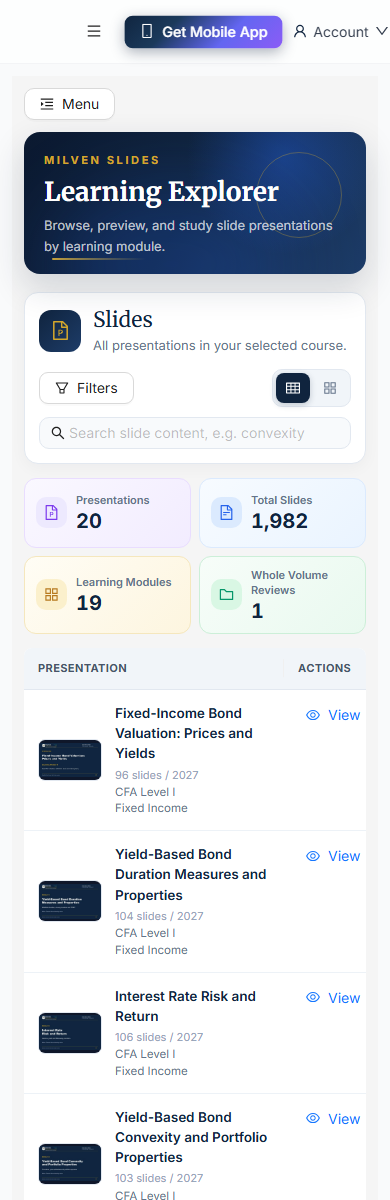 Get Mobile App
Account
Menu
MILVEN SLIDES
Learning Explorer
Browse, preview, and study slide presentations
by learning module.
Slides
All presentations in your selected course.
Filters
Search slide content, e.g. convexity
Presentations
20
Total Slides
1,982
Learning Modules
19
Whole Volume
Reviews
1
PRESENTATION
ACTIONS
Fixed-Income Bond
Valuation: Prices and
Yields
96 slides / 2027
CFA Level I
Fixed Income
View
Yield-Based Bond
Duration Measures and
Properties
104 slides / 2027
CFA Level I
Fixed Income
View
Interest Rate Risk and
Return
106 slides / 2027
CFA Level I
Fixed Income
View
Yield-Based Bond
Convexity and Portfolio
Properties
103 slides / 2027
CFA Level I
View